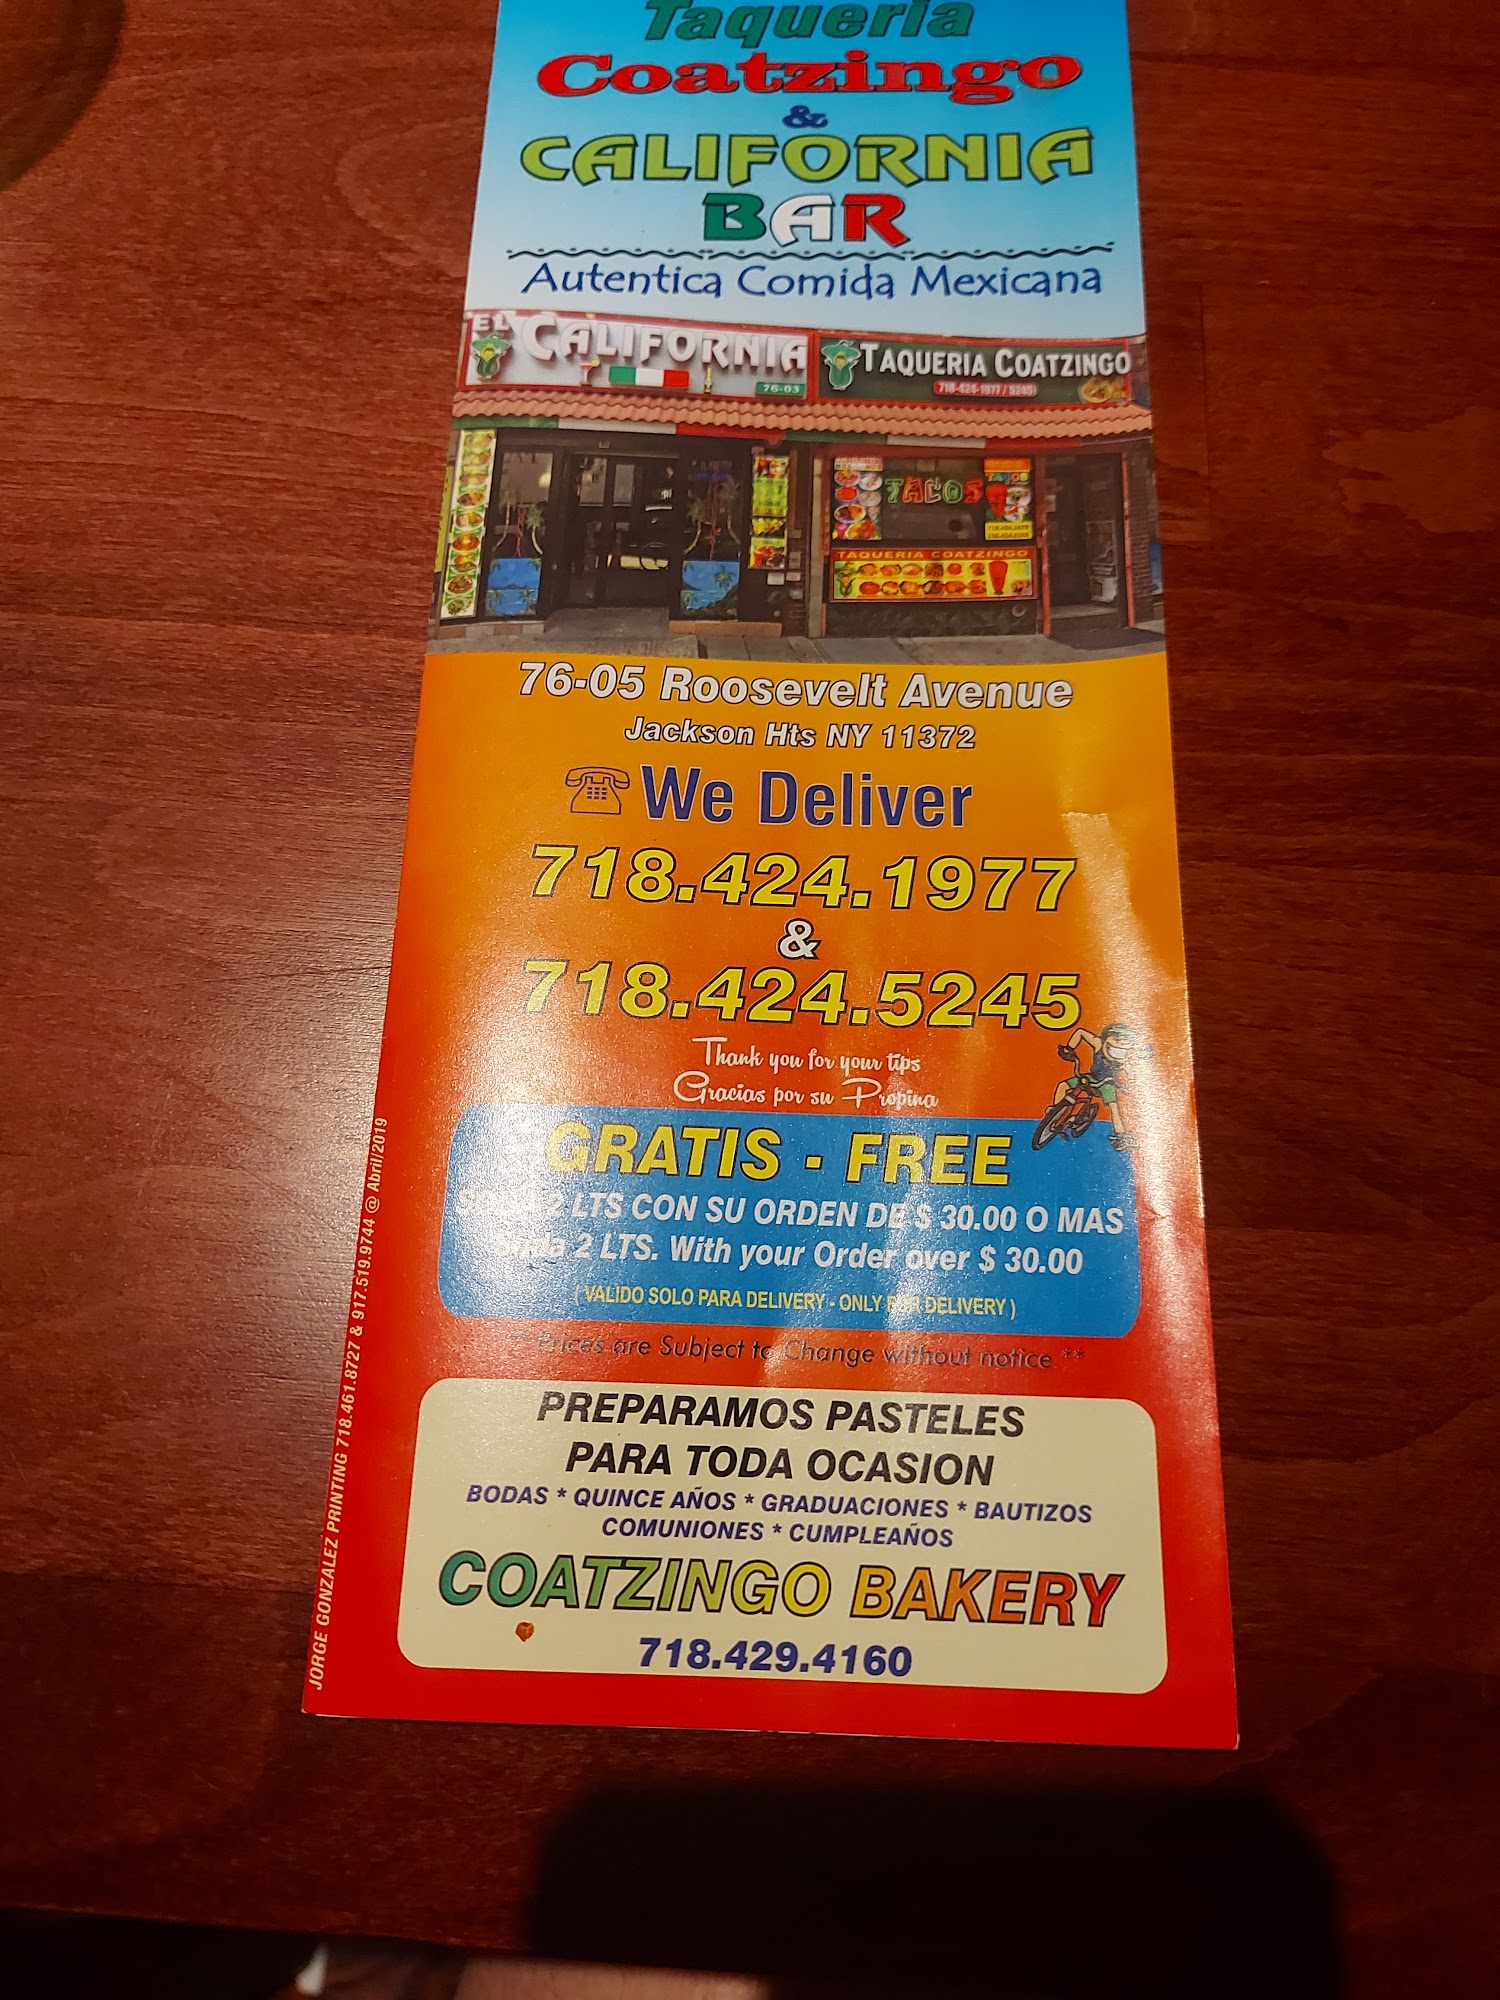 Taqueria
Coatzingo
&
CALIFORNIA
BAR
Autentica Comida Mexicana
EL CALIFORNIA
76-03
TAQUERIA COATZINGO
718-424-1977 / 5245
TACOS
TAQUERIA COATZINGO
76-05 Roosevelt Avenue
Jackson Hts NY 11372
We Deliver
718.424.1977
&
718.424.5245
Thank you for your tips
Gracias por su Propina
GRATIS - FREE
2 LTS CON SU ORDEN DE $ 30.00 O MAS
2 LTS. With your Order over $ 30.00
(VALIDO SOLO PARA DELIVERY - ONLY FOR DELIVERY)
** Prices are Subject to Change without notice **
PREPARAMOS PASTELES
PARA TODA OCASION
BODAS * QUINCE AÑOS * GRADUACIONES * BAUTIZOS
COMUNIONES * CUMPLEAÑOS
COATZINGO BAKERY
718.429.4160
JORGE GONZALEZ PRINTING 718.461.8727 & 917.519.9744 @ Abril/2019